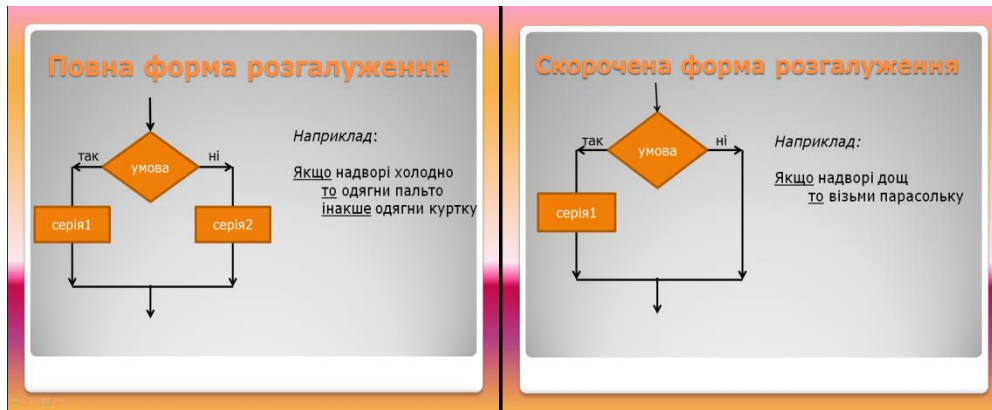 Повна форма розгалуження
так
умова
ні
серія1
серія2
Наприклад:
Якщо надворі холодно
то одягни пальто
інакше одягни куртку
Скорочена форма розгалуження
так
умова
ні
серія1
Наприклад:
Якщо надворі дощ
то візьми парасольку